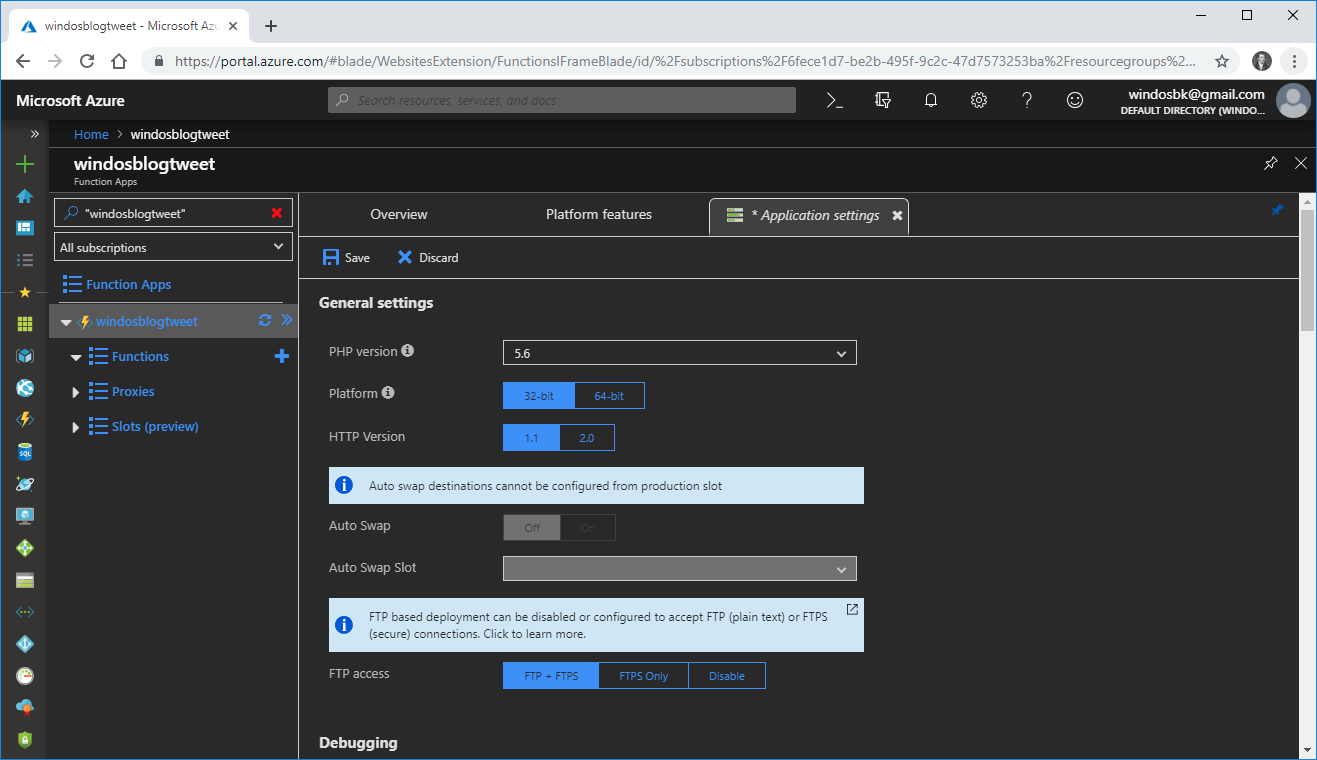 windosblogtweet - Microsoft Azu
https://portal.azure.com/#blade/WebsitesExtension/FunctionsIFrameBlade/id/%2Fsubscriptions%2F6fece1d7-be2b-495f-9c2c-47d7573253ba%2Fresourcegroups%2...
Microsoft Azure
Search resources, services, and docs
windosbk@gmail.com
DEFAULT DIRECTORY (WINDO...
Home > windosblogtweet
windosblogtweet
Function Apps
"windosblogtweet"
All subscriptions
Function Apps
windosblogtweet
Functions
Proxies
Slots (preview)
Overview
Platform features
* Application settings
Save
Discard
General settings
PHP version
5.6
Platform
32-bit
64-bit
HTTP Version
1.1
2.0
Auto swap destinations cannot be configured from production slot
Auto Swap
Off
On
Auto Swap Slot
FTP based deployment can be disabled or configured to accept FTP (plain text) or FTPS
(secure) connections. Click to learn more.
FTP access
FTP + FTPS
FTPS Only
Disable
Debugging
SQL